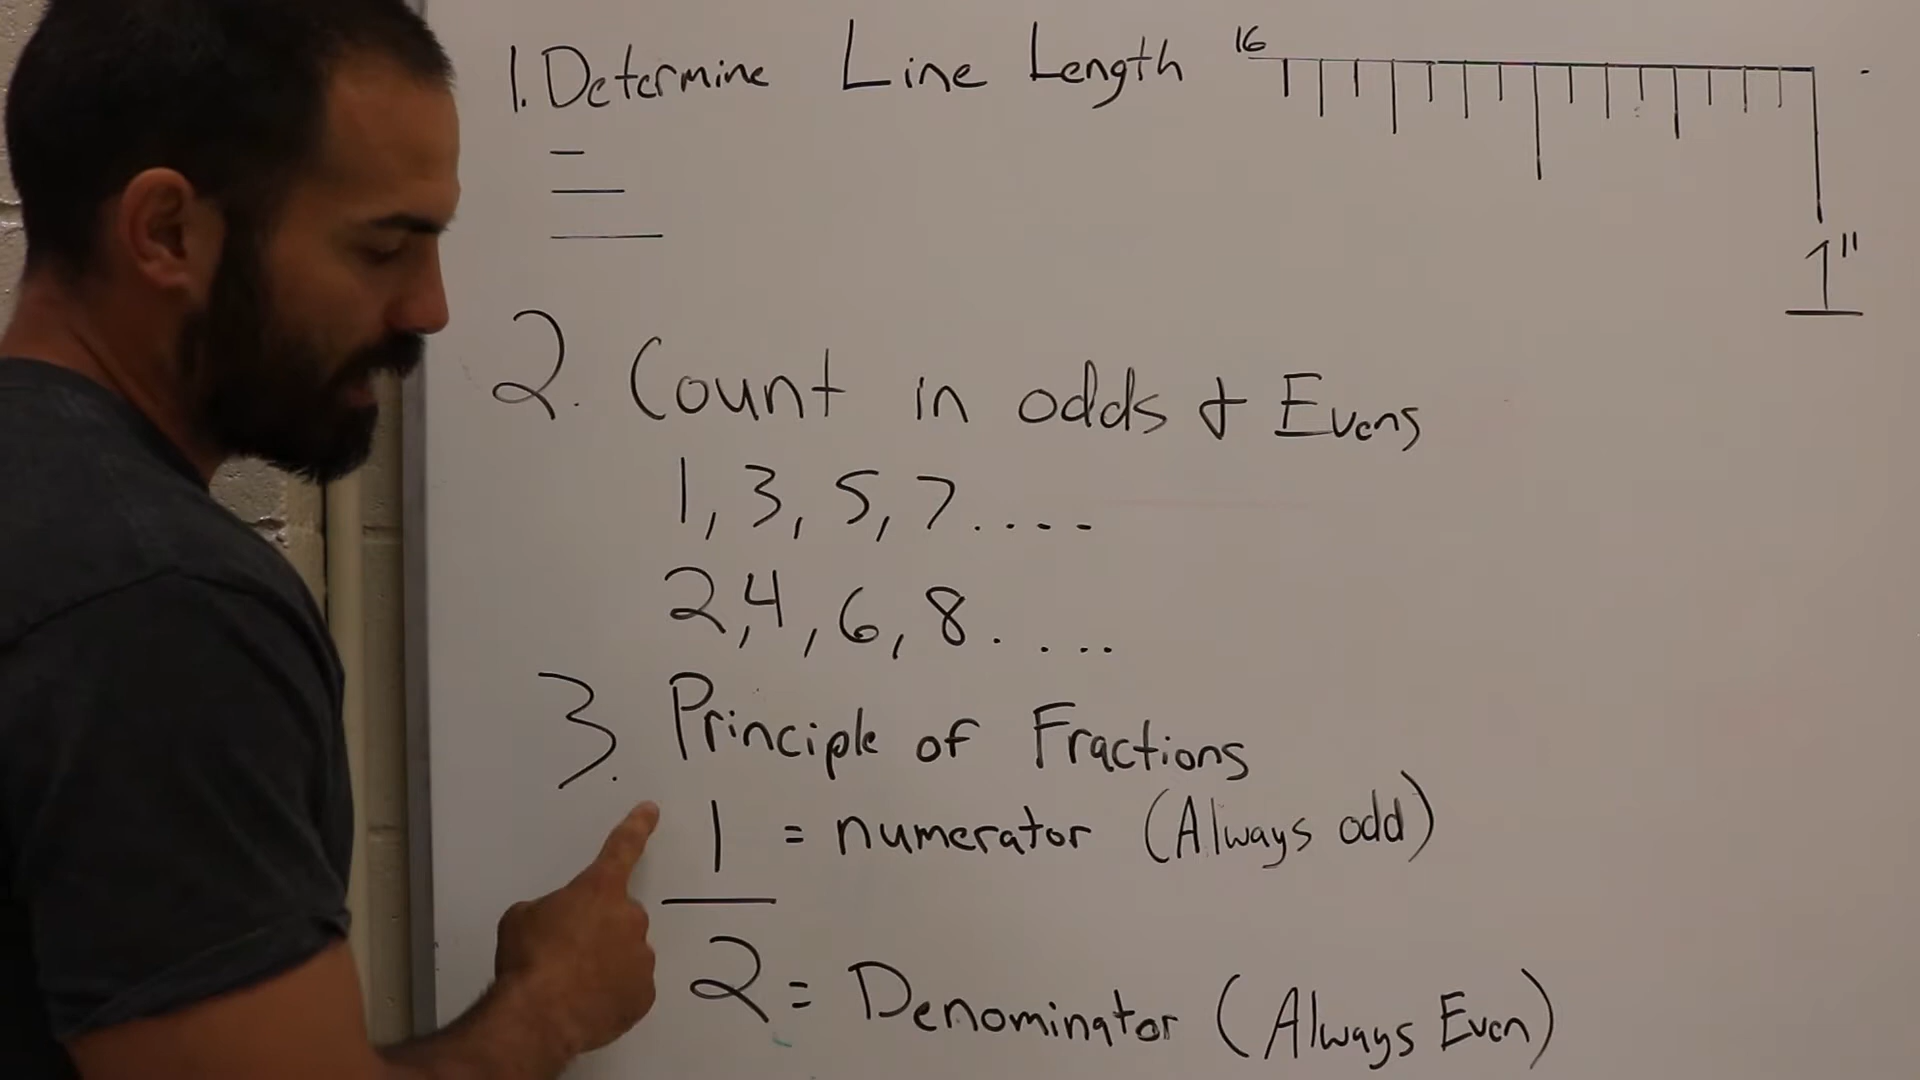 1. Determine Line Length
16
1"
2. Count in odds & Evens
1, 3, 5, 7....
2, 4, 6, 8....
3. Principle of Fractions
1 = numerator (Always odd)
2 = Denominator (Always Even)